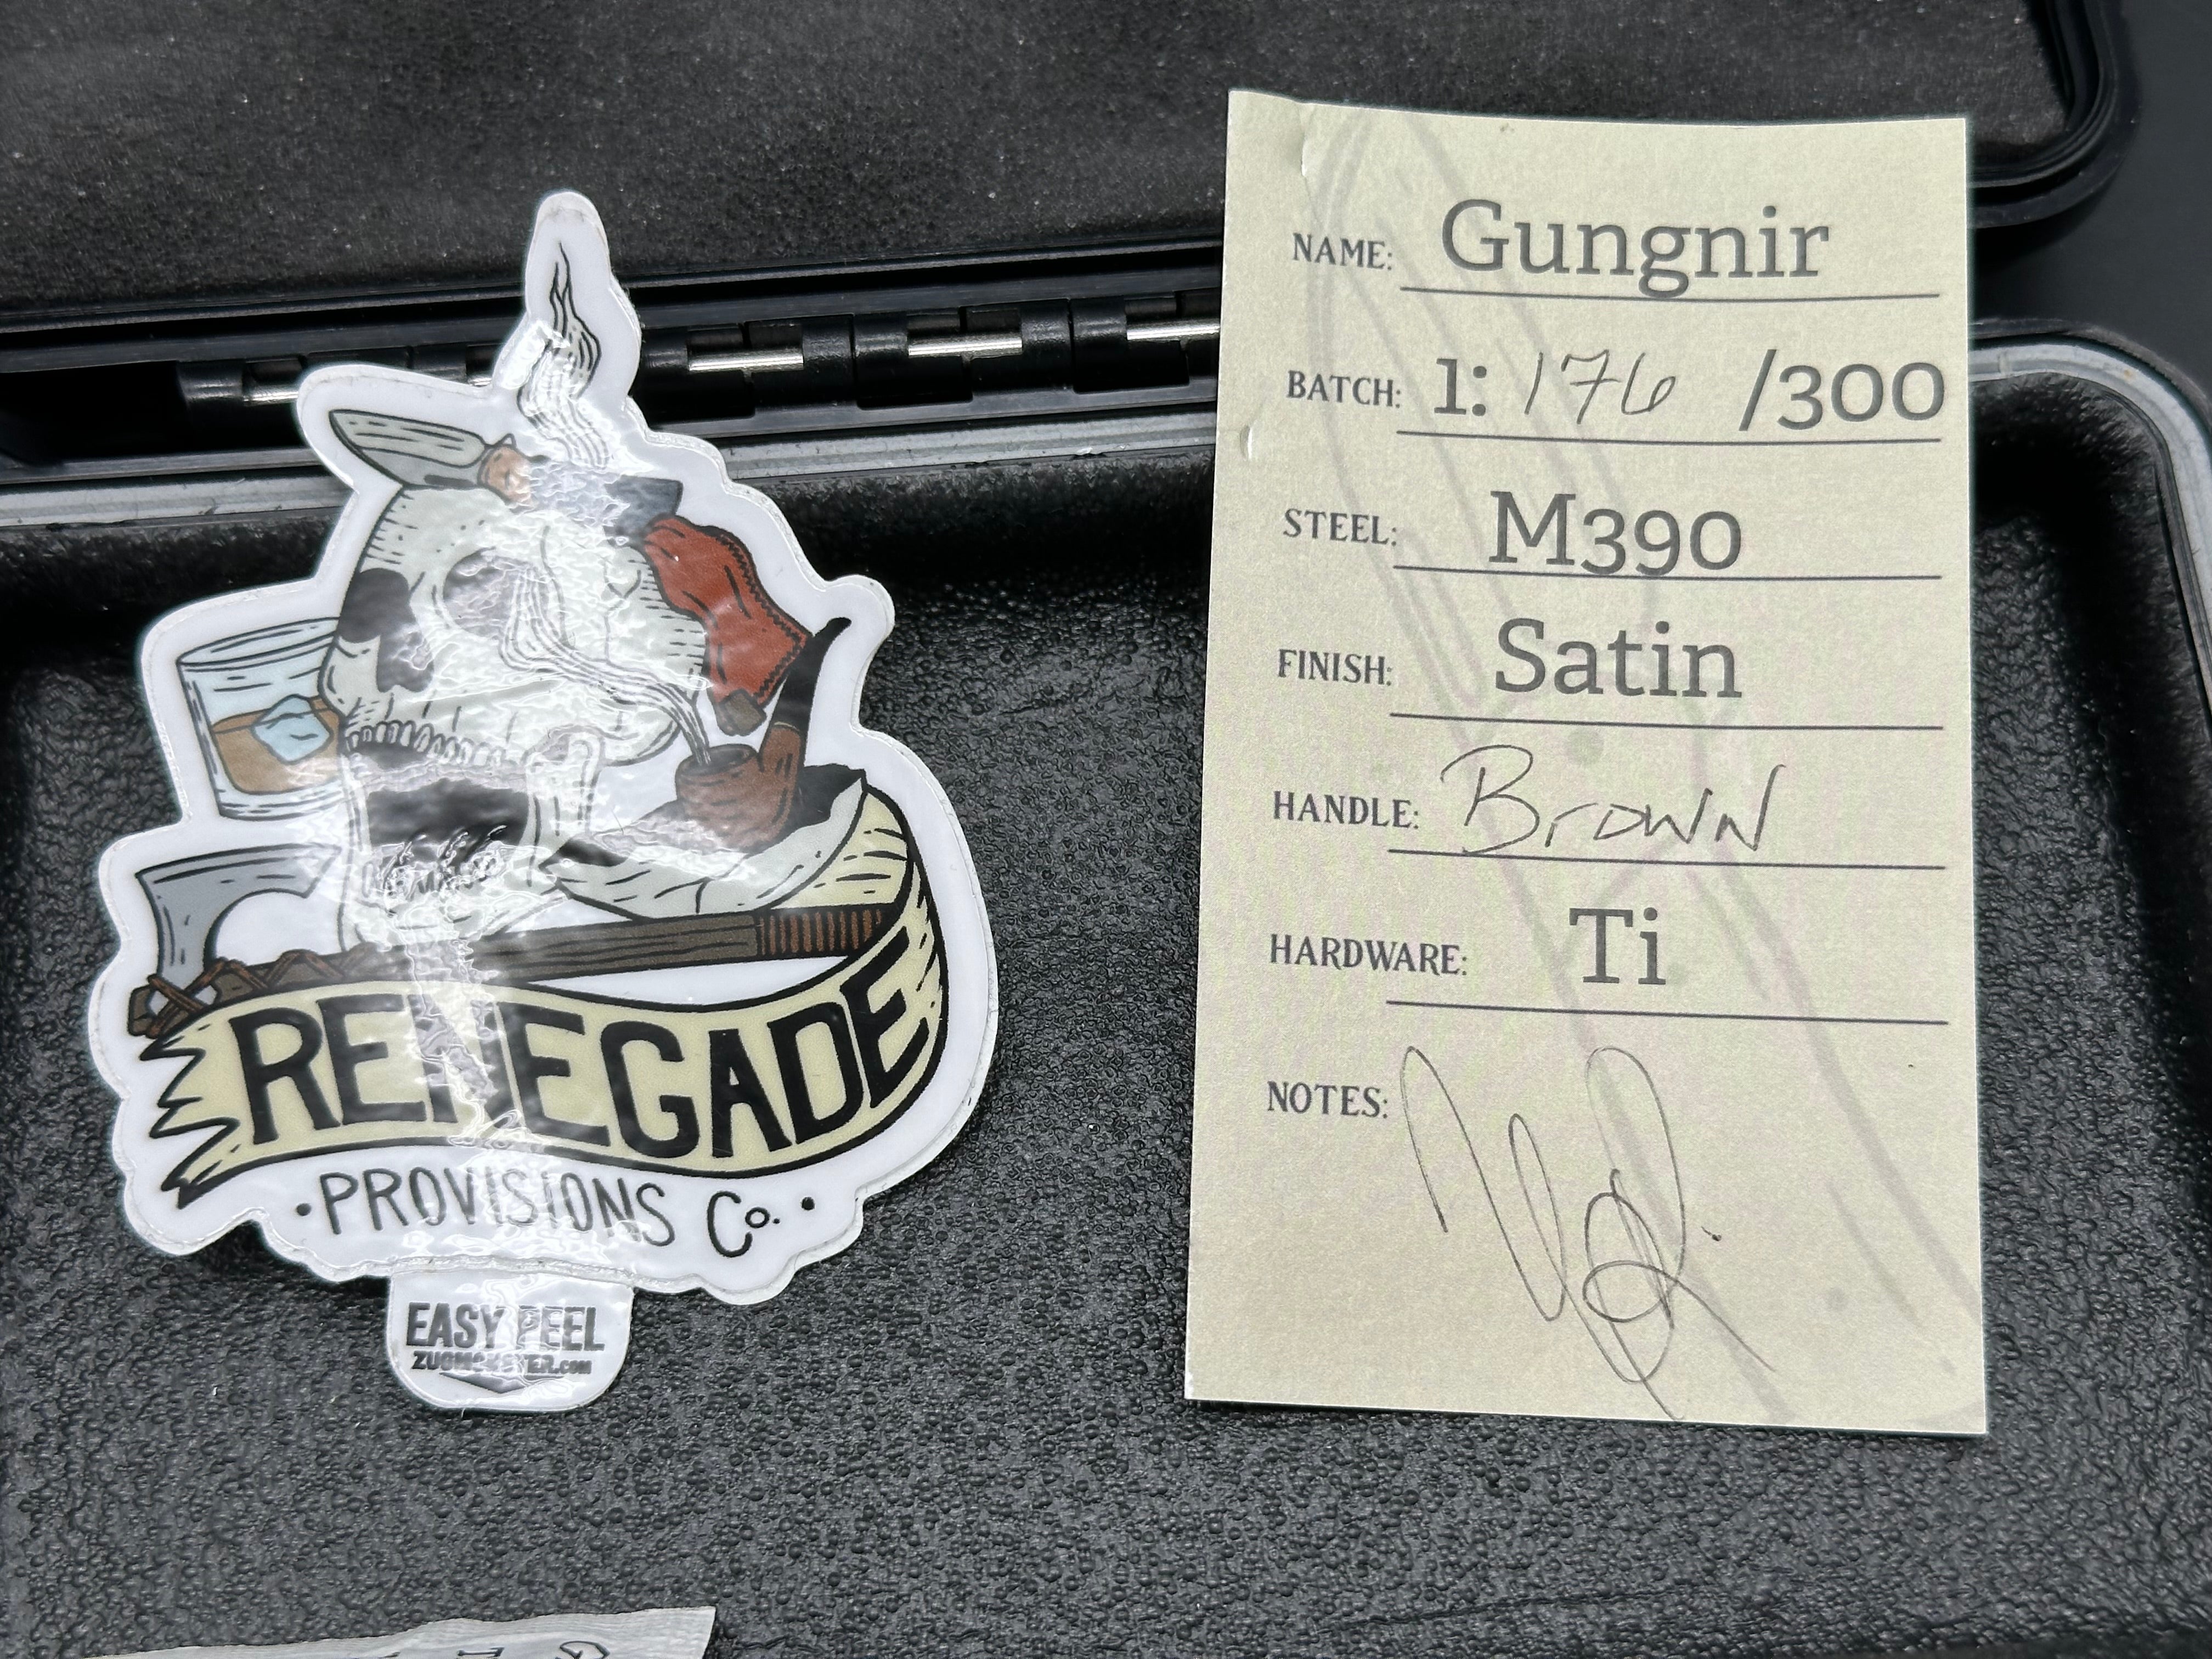 RENEGADE
• PROVISIONS Co. •
EASY PEEL
NAME: Gungnir
BATCH: 1: 176 /300
STEEL: M390
FINISH: Satin
HANDLE: Brown
HARDWARE: Ti
NOTES: